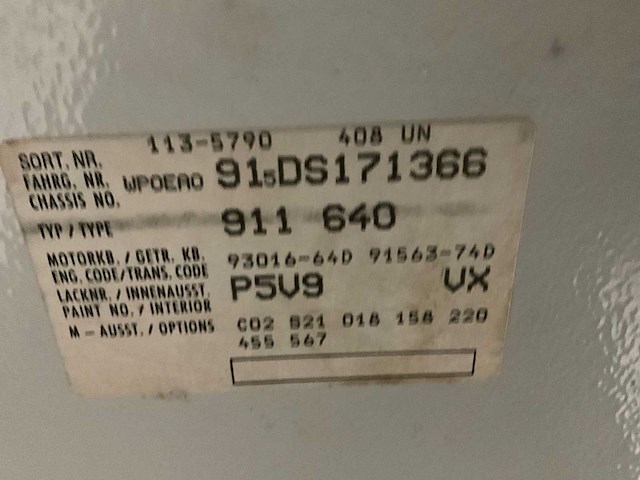 SORT. NR. 113-5790 408 UN
FAHRG. NR. WPOEAO 915DS171366
CHASSIS NO.
TYP / TYPE 911 640
MOTORKB. / GETR. KB. 93016-64D 91563-74D
ENG. CODE/TRANS. CODE
LACKNR. / INNENAUSST. P5V9 VX
PAINT NO. / INTERIOR
M - AUSST. / OPTIONS C02 521 018 158 220
455 567